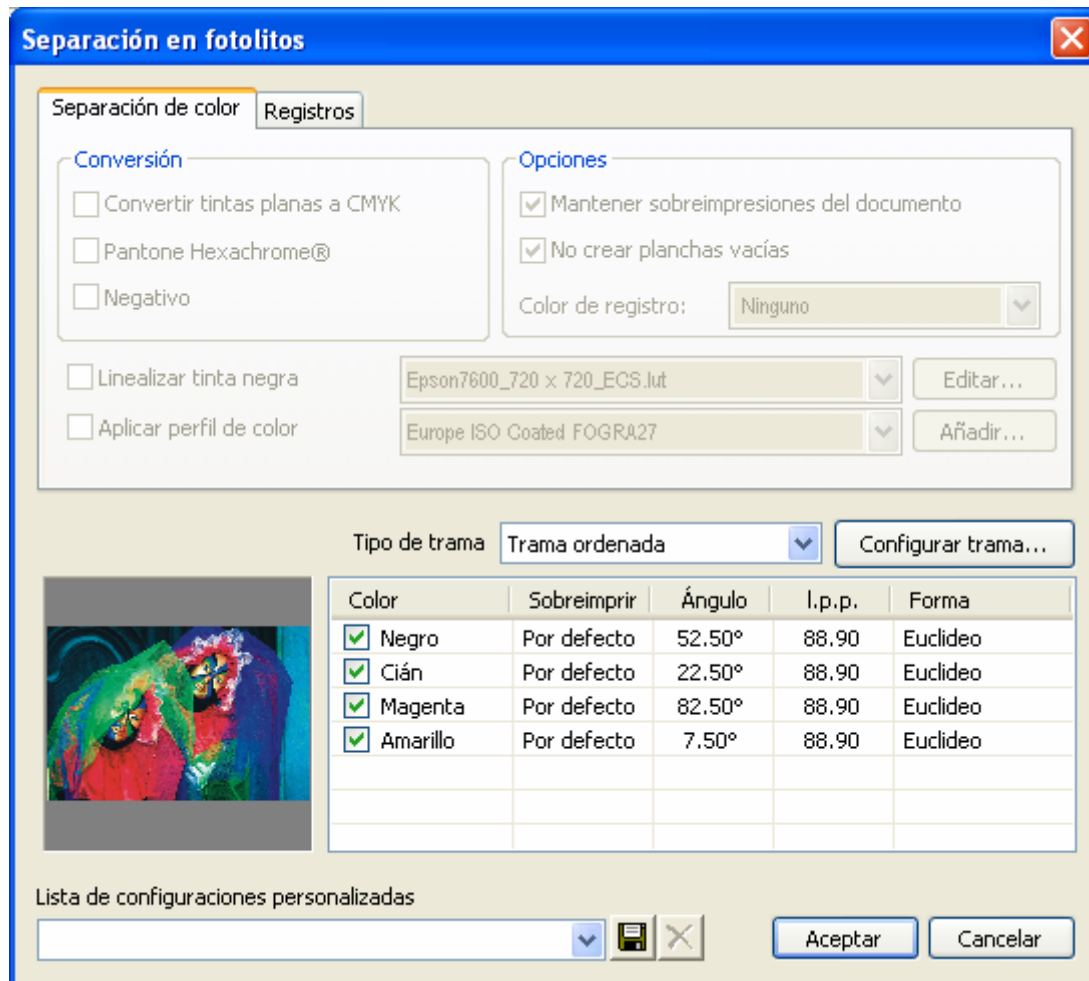 Separación en fotolitos
Separación de color Registros
Conversión
Convertir tintas planas a CMYK
Pantone Hexachrome®
Negativo
Opciones
Mantener sobreimpresiones del documento
No crear planchas vacías
Color de registro: Ninguno
Linealizar tinta negra Epson7600_720 x 720_ECS.lut Editar...
Aplicar perfil de color Europe ISO Coated FOGRA27 Añadir...
Tipo de trama Trama ordenada Configurar trama...
Color Sobreimprir Ángulo l.p.p. Forma
Negro Por defecto 52.50° 88.90 Euclideo
Cián Por defecto 22.50° 88.90 Euclideo
Magenta Por defecto 82.50° 88.90 Euclideo
Amarillo Por defecto 7.50° 88.90 Euclideo
Lista de configuraciones personalizadas
Aceptar Cancelar